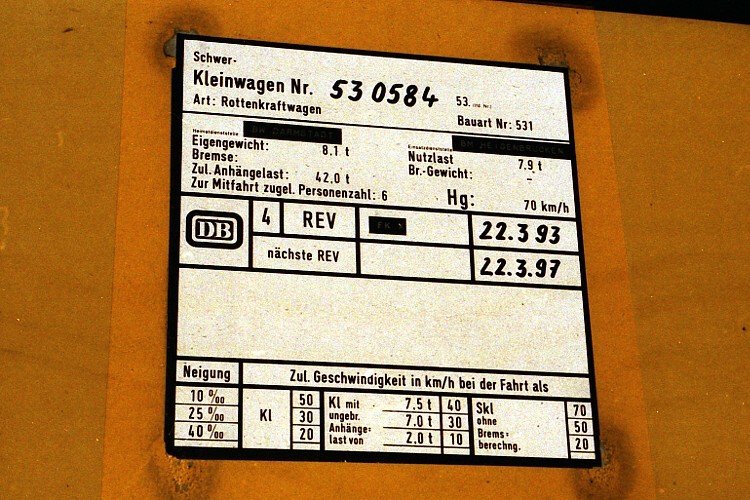 Schwer-
Kleinwagen Nr. 53 0584 53.
Art: Rottenkraftwagen
Bauart Nr: 531
Heimatdienststelle BW DARMSTADT
Einsatzdienststelle
Eigengewicht: 8.1 t Nutzlast 7.9 t
Bremse: Br.-Gewicht: –
Zul. Anhängelast: 42.0 t
Zur Mitfahrt zugel. Personenzahl: 6 Hg: 70 km/h
DB 4 REV 22.3 93
nächste REV 22.3.97
Neigung Zul. Geschwindigkeit in km/h bei der Fahrt als
10 ‰ Kl 50 Kl mit 7.5 t 40 Skl 70
25 ‰ 30 ungebr. 7.0 t 30 ohne 50
40 ‰ 20 Anhänge- 2.0 t 10 Brems= 20
last von berechng.